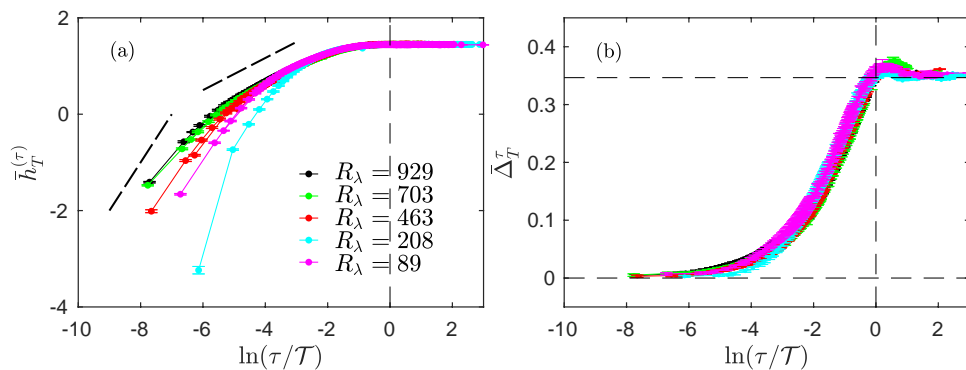 (a)
2
0
-2
-4
h̄_T^{(τ)}
R_λ = 929
R_λ = 703
R_λ = 463
R_λ = 208
R_λ = 89
-10 -8 -6 -4 -2 0 2
ln(τ/𝒯)
(b)
0.4
0.3
0.2
0.1
0
Δ̄_T^τ
-10 -8 -6 -4 -2 0 2
ln(τ/𝒯)